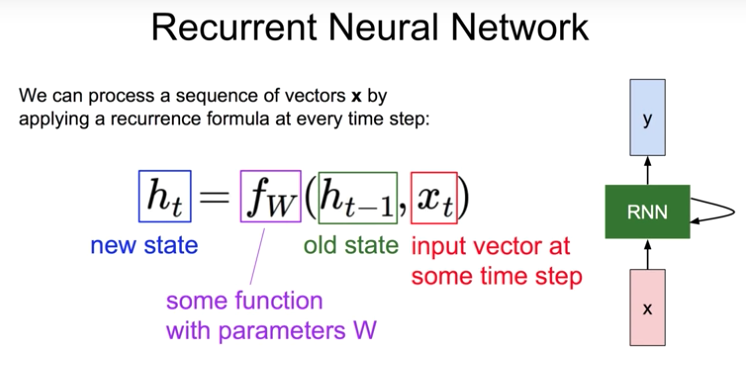 Recurrent Neural Network
We can process a sequence of vectors x by
applying a recurrence formula at every time step:
h_t = f_W(h_{t-1}, x_t)
new state
old state
input vector at
some time step
some function
with parameters W
y
RNN
x